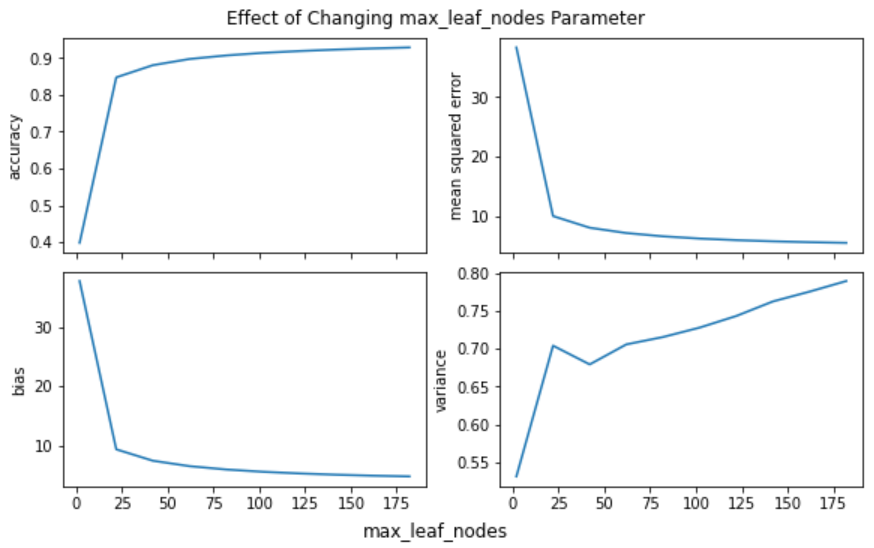 Effect of Changing max_leaf_nodes Parameter
accuracy
0.9
0.8
0.7
0.6
0.5
0.4
mean squared error
30
20
10
bias
30
20
10
0 25 50 75 100 125 150 175
variance
0.80
0.75
0.70
0.65
0.60
0.55
0 25 50 75 100 125 150 175
max_leaf_nodes